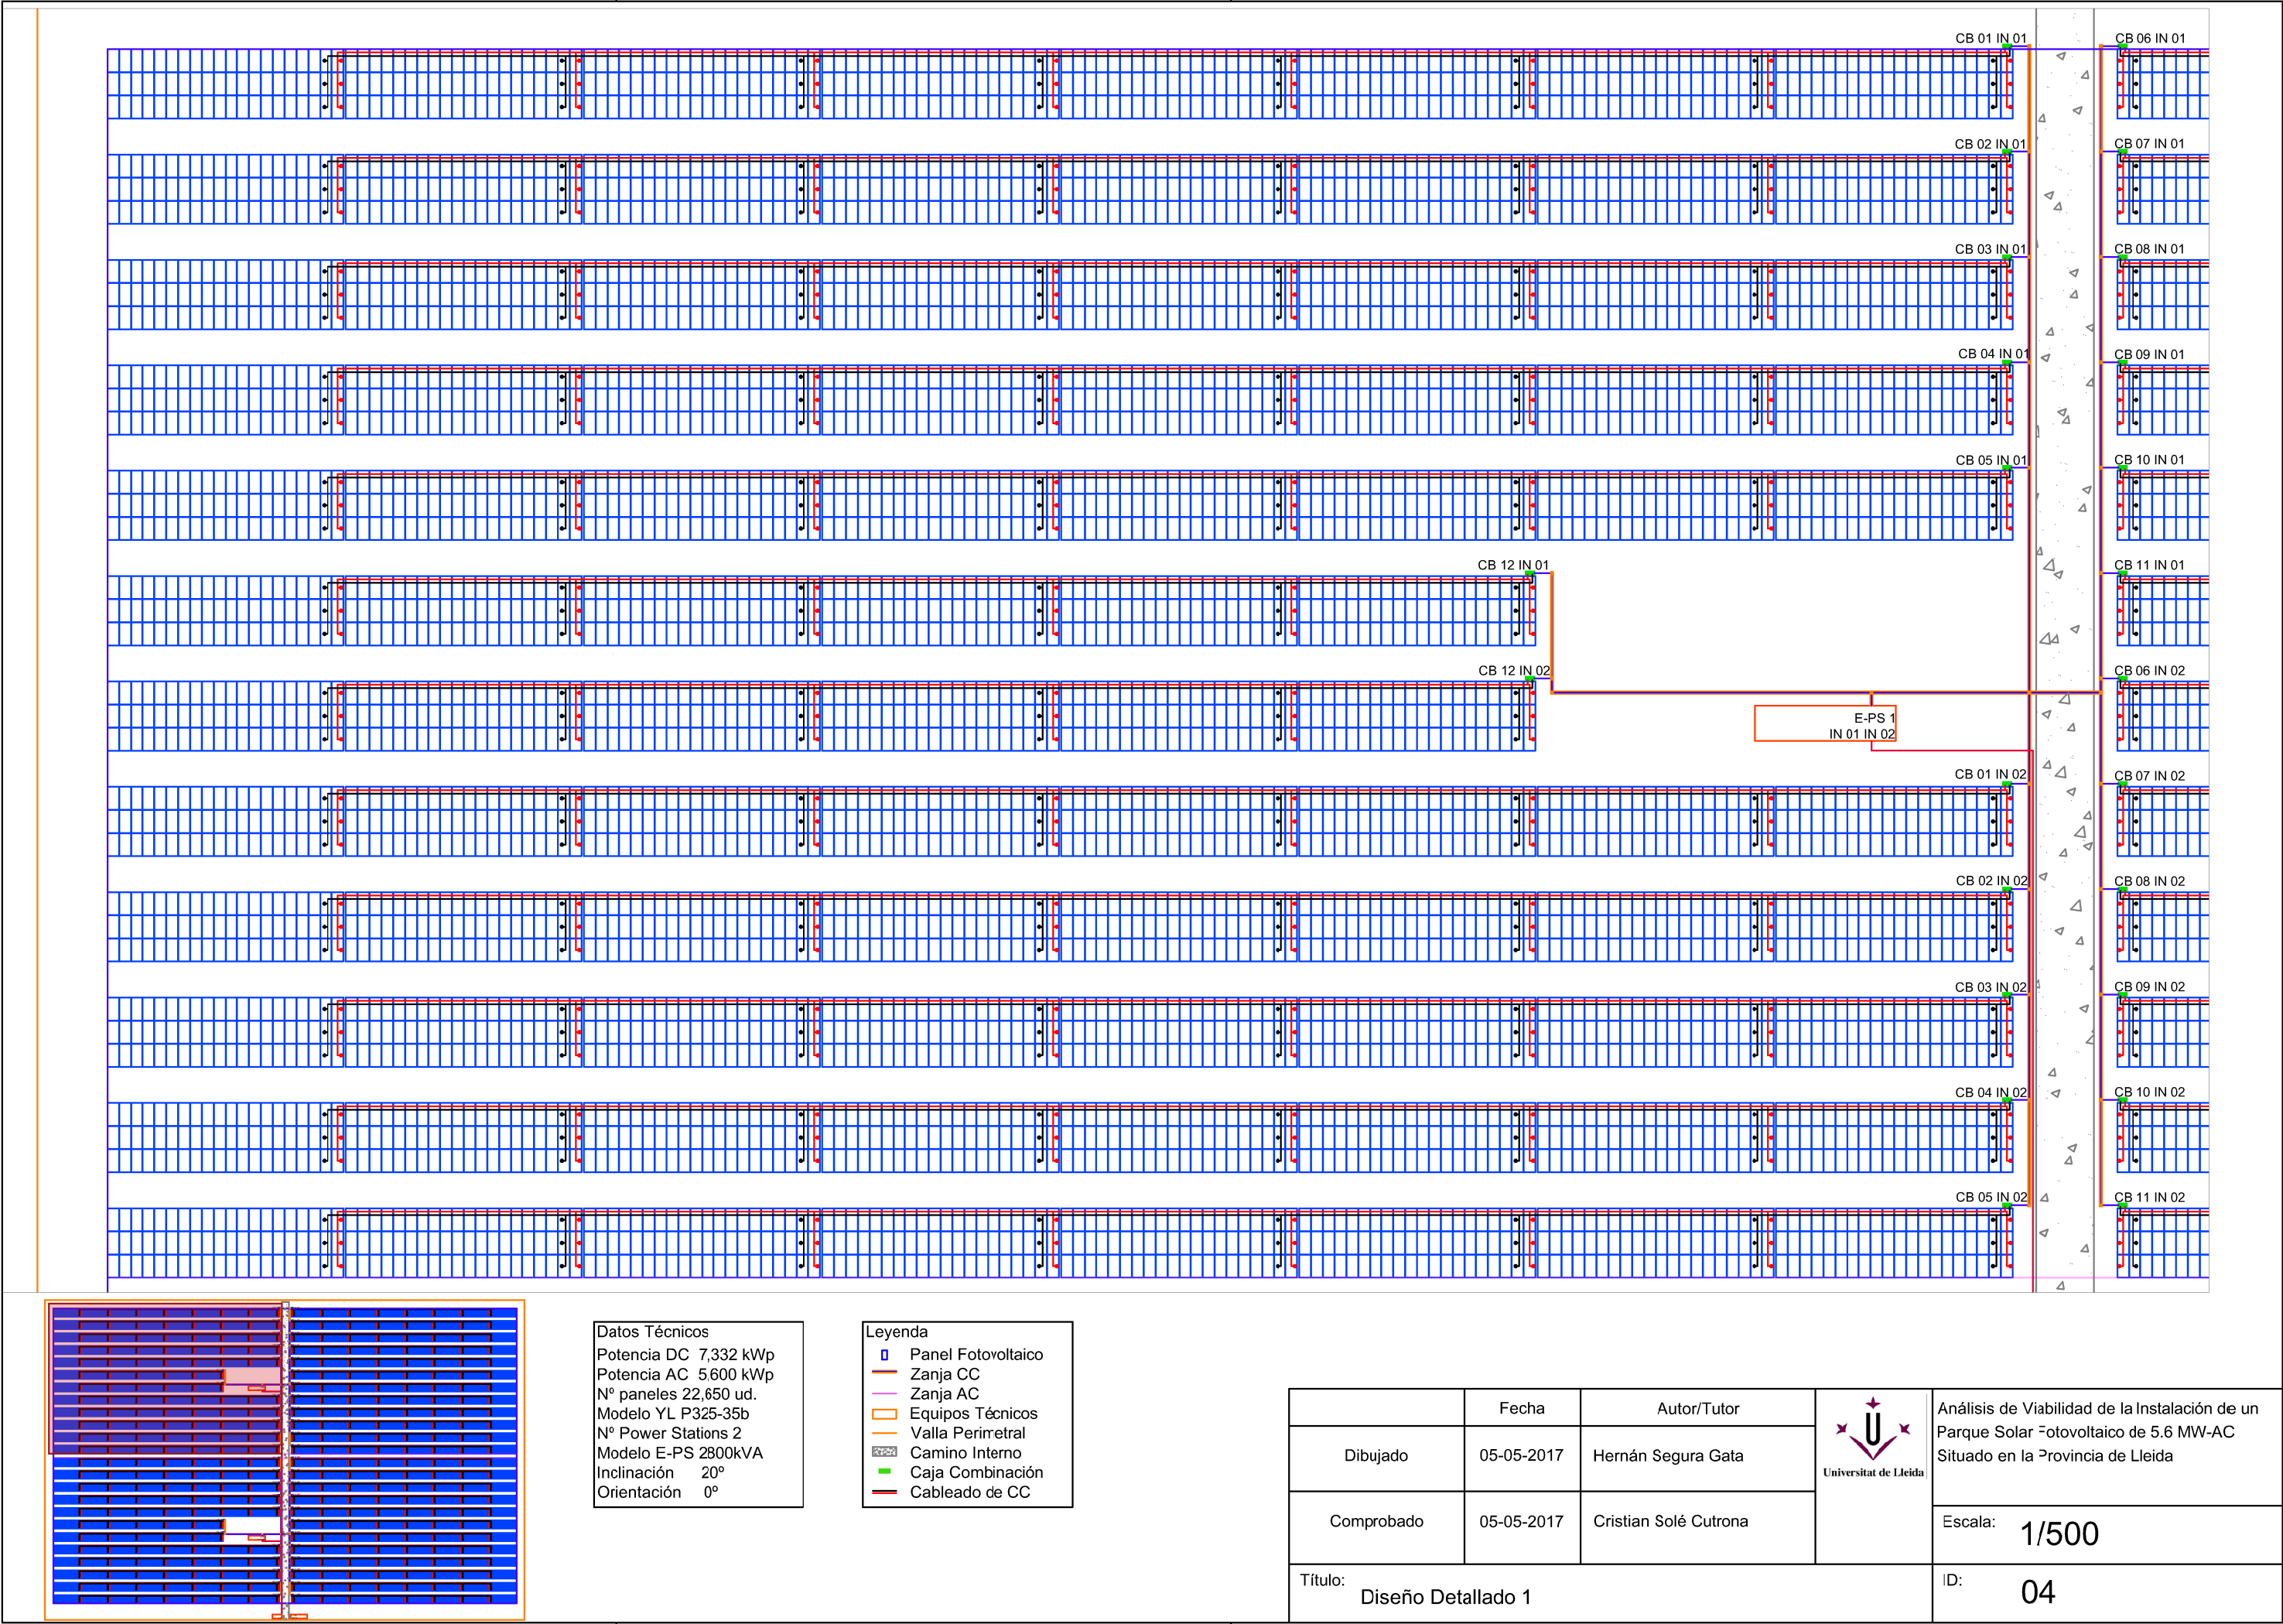 CB 01 IN 01
CB 06 IN 01
CB 02 IN 01
CB 07 IN 01
CB 03 IN 01
CB 08 IN 01
CB 04 IN 01
CB 09 IN 01
CB 05 IN 01
CB 10 IN 01
CB 12 IN 01
CB 11 IN 01
CB 12 IN 02
CB 06 IN 02
E-PS 1
IN 01 IN 02
CB 01 IN 02
CB 07 IN 02
CB 02 IN 02
CB 08 IN 02
CB 03 IN 02
CB 09 IN 02
CB 04 IN 02
CB 10 IN 02
CB 05 IN 02
CB 11 IN 02
Datos Técnicos
Potencia DC 7,332 kWp
Potencia AC 5,600 kWp
Nº paneles 22,650 ud.
Modelo YL P325-35b
Nº Power Stations 2
Modelo E-PS 2800kVA
Inclinación 20º
Orientación 0º
Leyenda
Panel Fotovoltaico
Zanja CC
Zanja AC
Equipos Técnicos
Valla Perimetral
Camino Interno
Caja Combinación
Cableado de CC
Fecha
Autor/Tutor
Dibujado
05-05-2017
Hernán Segura Gata
Comprobado
05-05-2017
Cristian Solé Cutrona
Universitat de Lleida
Análisis de Viabilidad de la Instalación de un
Parque Solar Fotovoltaico de 5.6 MW-AC
Situado en la Provincia de Lleida
Escala: 1/500
Título: Diseño Detallado 1
ID: 04